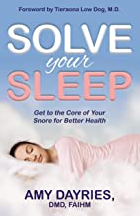 Foreword by Tieraona Low Dog, M.D.
SOLVE
your
SLEEP
Get to the Core of Your
Snore for Better Health
AMY DAYRIES,
DMD, FAIHM